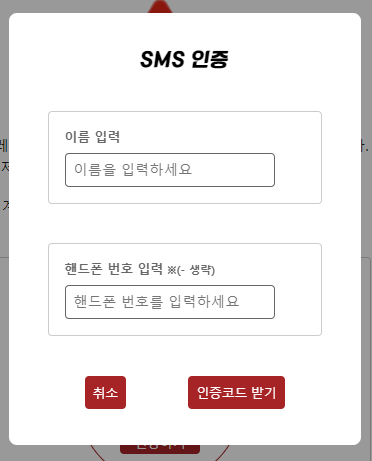 SMS 인증
이름 입력
이름을 입력하세요
핸드폰 번호 입력 ※(- 생략)
핸드폰 번호를 입력하세요
취소
인증코드 받기